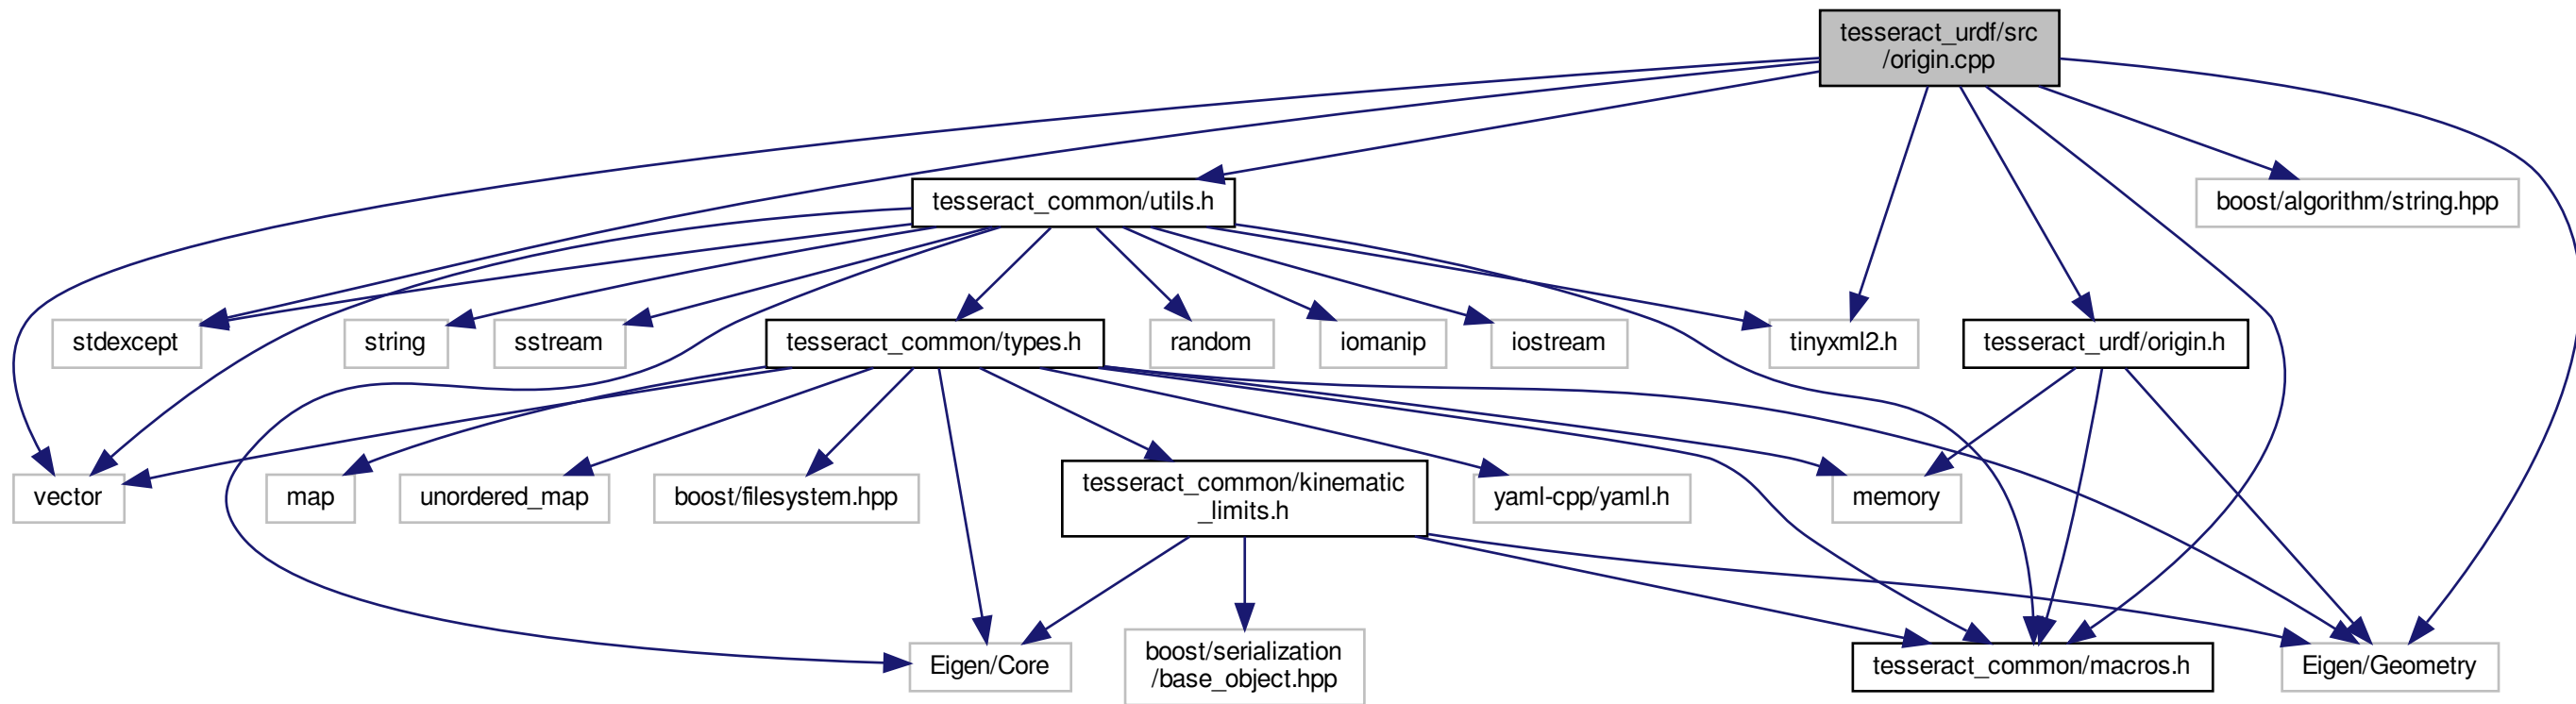 tesseract_urdf/src
/origin.cpp
tesseract_common/utils.h
boost/algorithm/string.hpp
stdexcept
string
sstream
tesseract_common/types.h
random
iomanip
iostream
tinyxml2.h
tesseract_urdf/origin.h
vector
map
unordered_map
boost/filesystem.hpp
tesseract_common/kinematic
_limits.h
yaml-cpp/yaml.h
memory
Eigen/Core
boost/serialization
/base_object.hpp
tesseract_common/macros.h
Eigen/Geometry